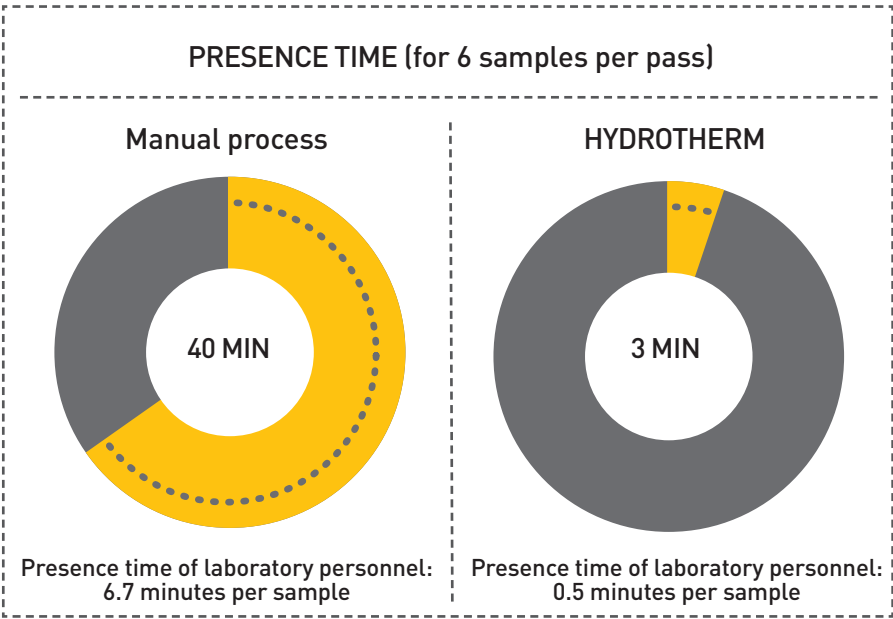 PRESENCE TIME (for 6 samples per pass)
Manual process
40 MIN
Presence time of laboratory personnel:
6.7 minutes per sample
HYDROTHERM
3 MIN
Presence time of laboratory personnel:
0.5 minutes per sample